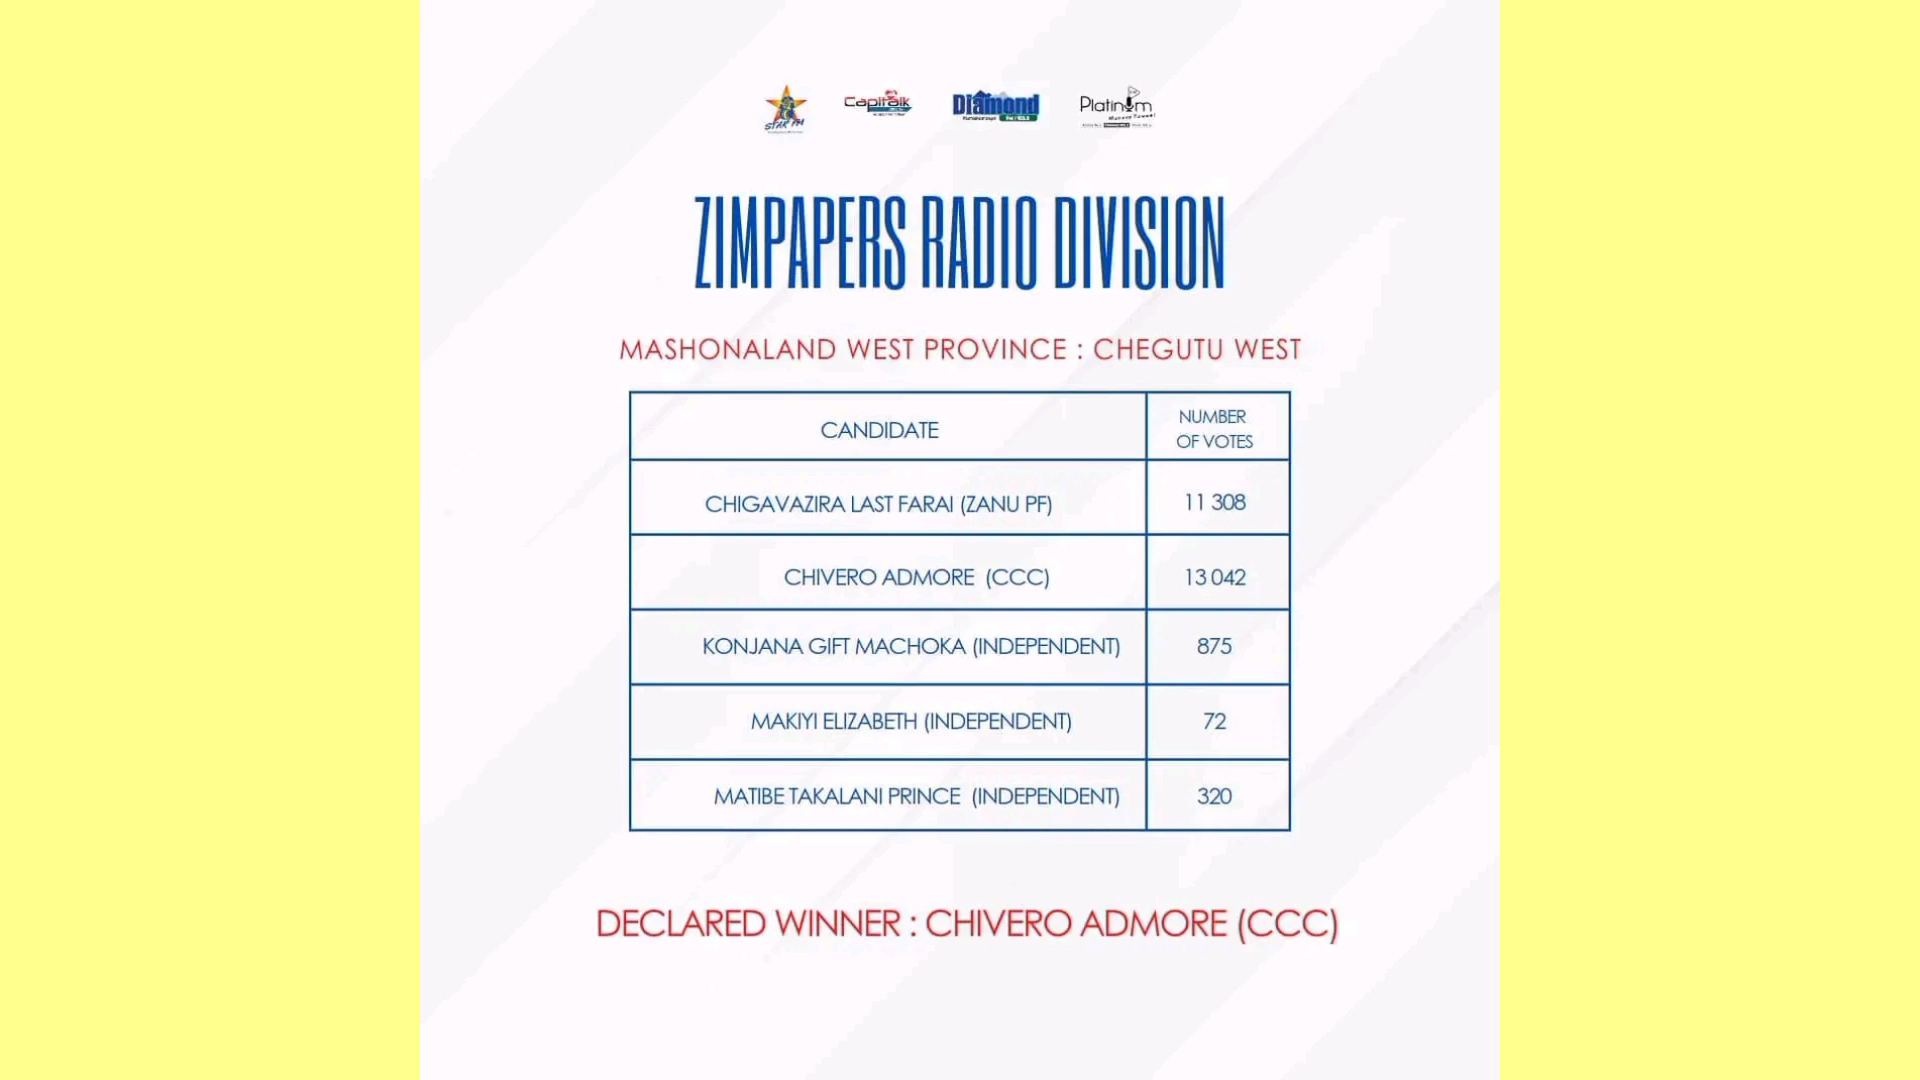 STAR FM
Capitalk
Diamond
Platinum
ZIMPAPERS RADIO DIVISION
MASHONALAND WEST PROVINCE : CHEGUTU WEST
CANDIDATE
NUMBER
OF VOTES
CHIGAVAZIRA LAST FARAI (ZANU PF)
11 308
CHIVERO ADMORE (CCC)
13 042
KONJANA GIFT MACHOKA (INDEPENDENT)
875
MAKIYI ELIZABETH (INDEPENDENT)
72
MATIBE TAKALANI PRINCE (INDEPENDENT)
320
DECLARED WINNER : CHIVERO ADMORE (CCC)